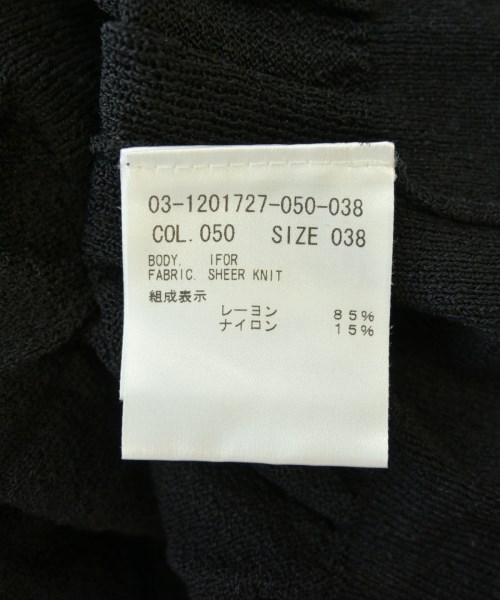 03-1201727-050-038
COL.050 SIZE 038
BODY. IFOR
FABRIC. SHEER KNIT
組成表示
レーヨン 85%
ナイロン 15%